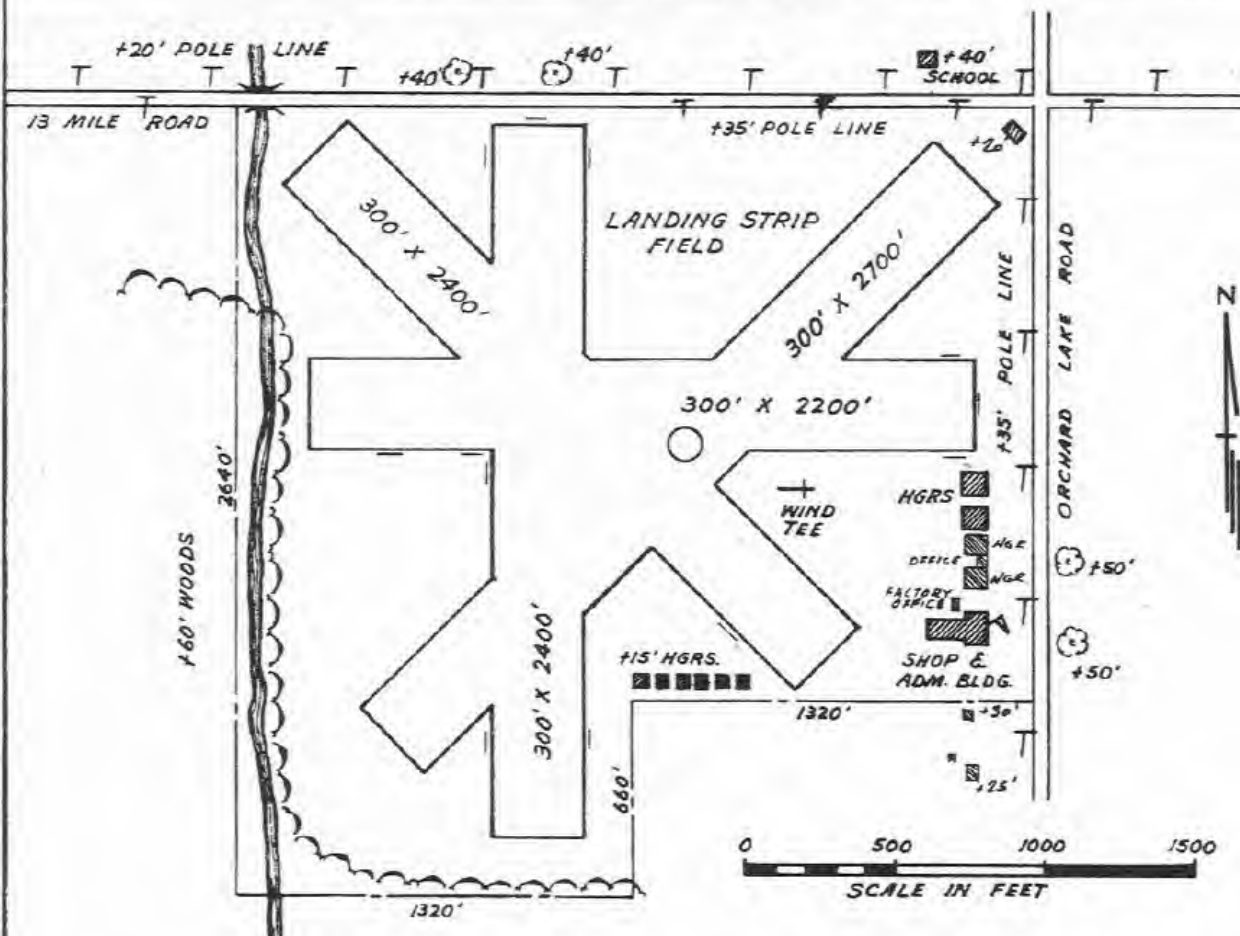 +20' POLE LINE
+40'
+40'
+40'
SCHOOL
13 MILE ROAD
+35' POLE LINE
+20'
300' X 2400'
LANDING STRIP
FIELD
300' X 2700'
+35' POLE LINE
ORCHARD LAKE ROAD
N
300' X 2200'
2640'
+60' WOODS
WIND
TEE
HGRS
HGR
OFFICE
HGR
FACTORY
OFFICE
+50'
+50'
SHOP &
ADM. BLDG.
300' X 2400'
+15' HGRS.
1320'
+30'
660'
+25'
0 500 1000 1500
SCALE IN FEET
1320'